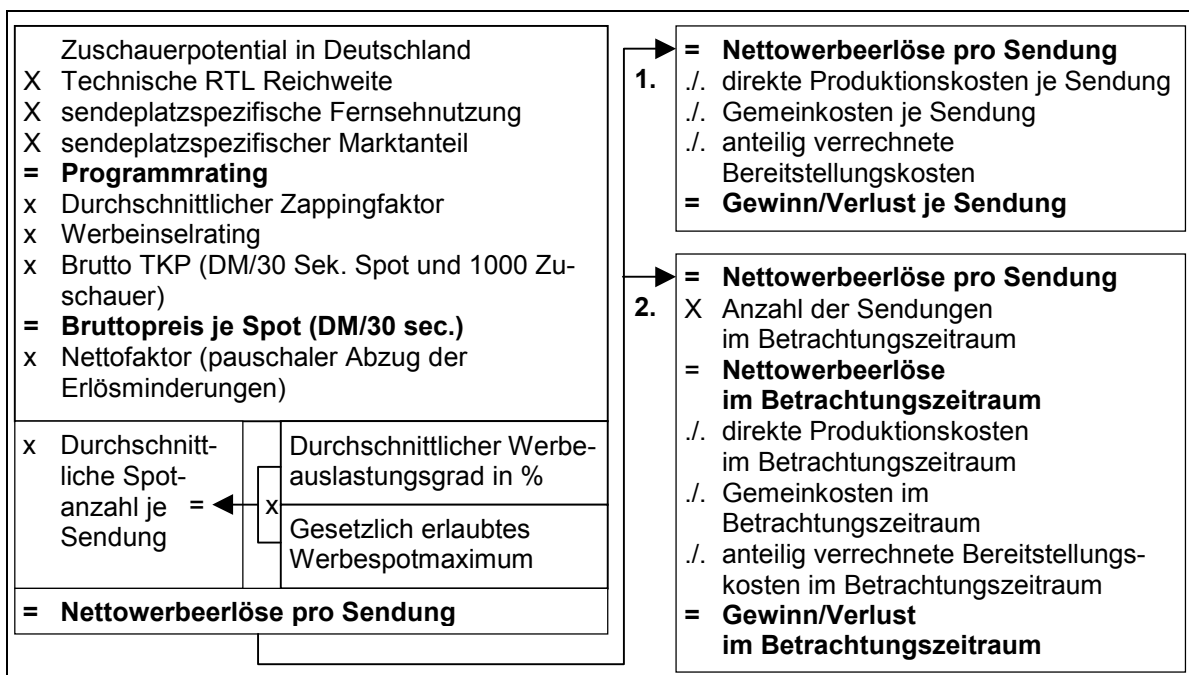 Zuschauerpotential in Deutschland
X Technische RTL Reichweite
X sendeplatzspezifische Fernsehnutzung
X sendeplatzspezifischer Marktanteil
= Programmrating
x Durchschnittlicher Zappingfaktor
x Werbeinselrating
x Brutto TKP (DM/30 Sek. Spot und 1000 Zu-
schauer)
= Bruttopreis je Spot (DM/30 sec.)
x Nettofaktor (pauschaler Abzug der
Erlösminderungen)
x Durchschnitt-
liche Spot-
anzahl je =
Sendung
x
Durchschnittlicher Werbe-
auslastungsgrad in %
Gesetzlich erlaubtes
Werbespotmaximum
= Nettowerbeerlöse pro Sendung
1.
= Nettowerbeerlöse pro Sendung
./. direkte Produktionskosten je Sendung
./. Gemeinkosten je Sendung
./. anteilig verrechnete
Bereitstellungskosten
= Gewinn/Verlust je Sendung
2.
= Nettowerbeerlöse pro Sendung
X Anzahl der Sendungen
im Betrachtungszeitraum
= Nettowerbeerlöse
im Betrachtungszeitraum
./. direkte Produktionskosten
im Betrachtungszeitraum
./. Gemeinkosten im
Betrachtungszeitraum
./. anteilig verrechnete Bereitstellungs-
kosten im Betrachtungszeitraum
= Gewinn/Verlust
im Betrachtungszeitraum